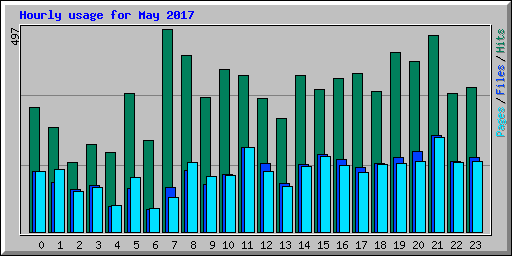 Hourly usage for May 2017
497
Pages/Files/Hits
0 1 2 3 4 5 6 7 8 9 10 11 12 13 14 15 16 17 18 19 20 21 22 23